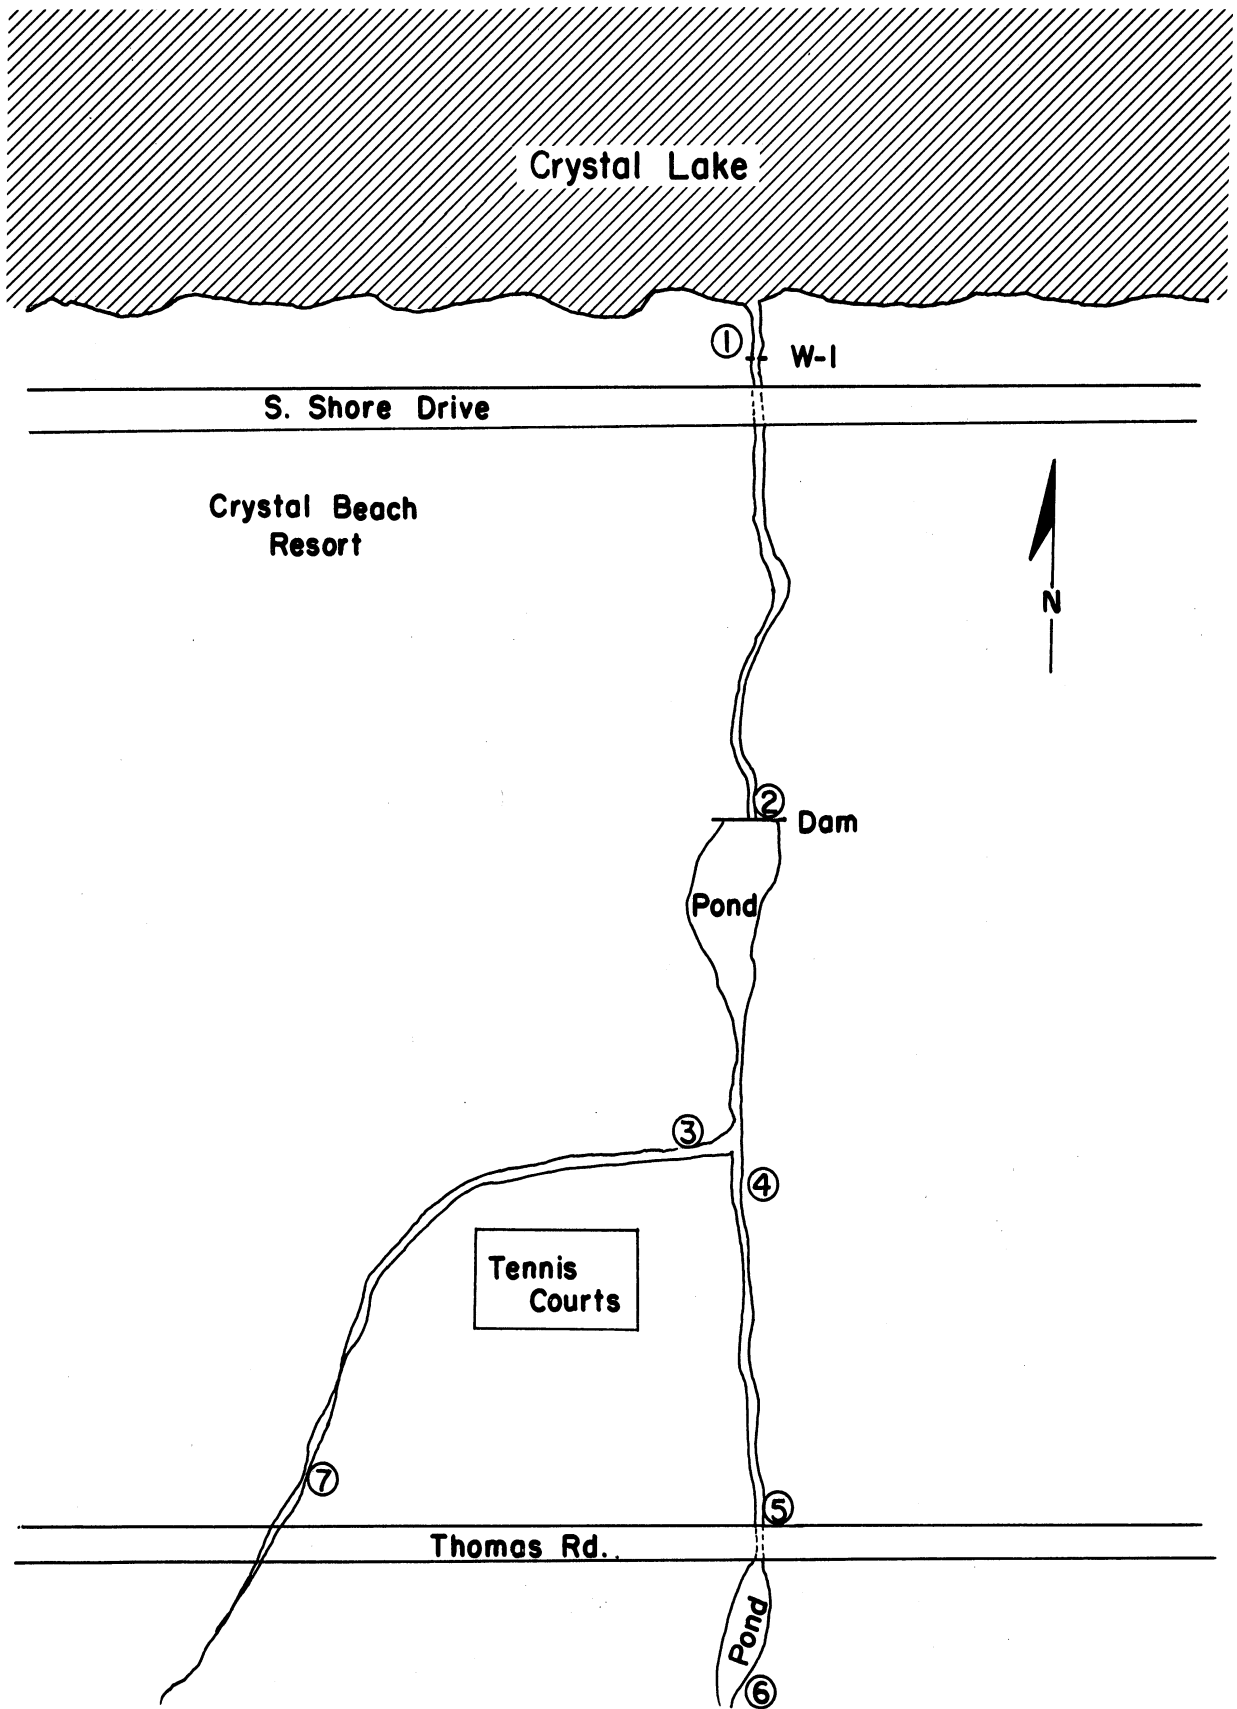 Crystal Lake
1
W-1
S. Shore Drive
Crystal Beach
Resort
N
2
Dam
Pond
3
4
Tennis
Courts
7
5
Thomas Rd.
Pond
6